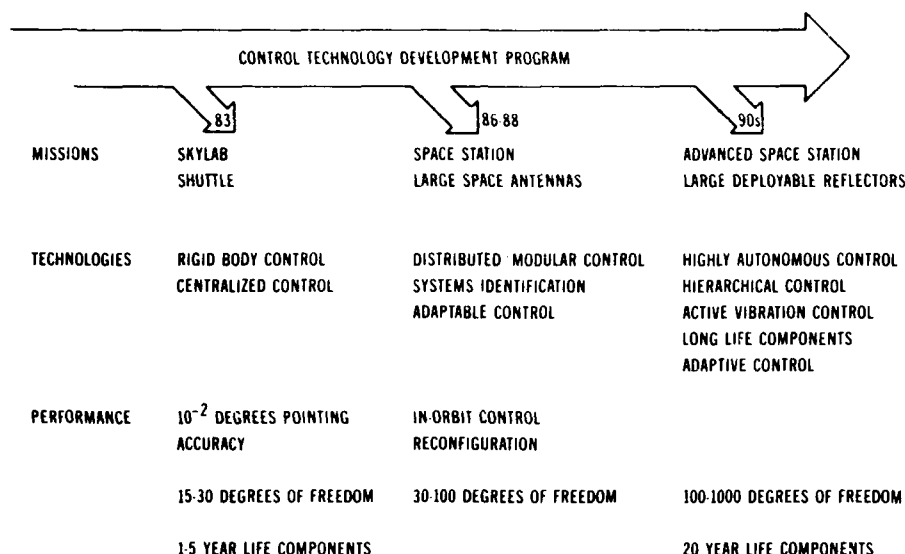 CONTROL TECHNOLOGY DEVELOPMENT PROGRAM
83 86-88 90s
MISSIONS SKYLAB SPACE STATION ADVANCED SPACE STATION
SHUTTLE LARGE SPACE ANTENNAS LARGE DEPLOYABLE REFLECTORS
TECHNOLOGIES RIGID BODY CONTROL DISTRIBUTED MODULAR CONTROL HIGHLY AUTONOMOUS CONTROL
CENTRALIZED CONTROL SYSTEMS IDENTIFICATION HIERARCHICAL CONTROL
ADAPTABLE CONTROL ACTIVE VIBRATION CONTROL
LONG LIFE COMPONENTS
ADAPTIVE CONTROL
PERFORMANCE 10⁻² DEGREES POINTING IN-ORBIT CONTROL
ACCURACY RECONFIGURATION
15-30 DEGREES OF FREEDOM 30-100 DEGREES OF FREEDOM 100-1000 DEGREES OF FREEDOM
1-5 YEAR LIFE COMPONENTS 20 YEAR LIFE COMPONENTS